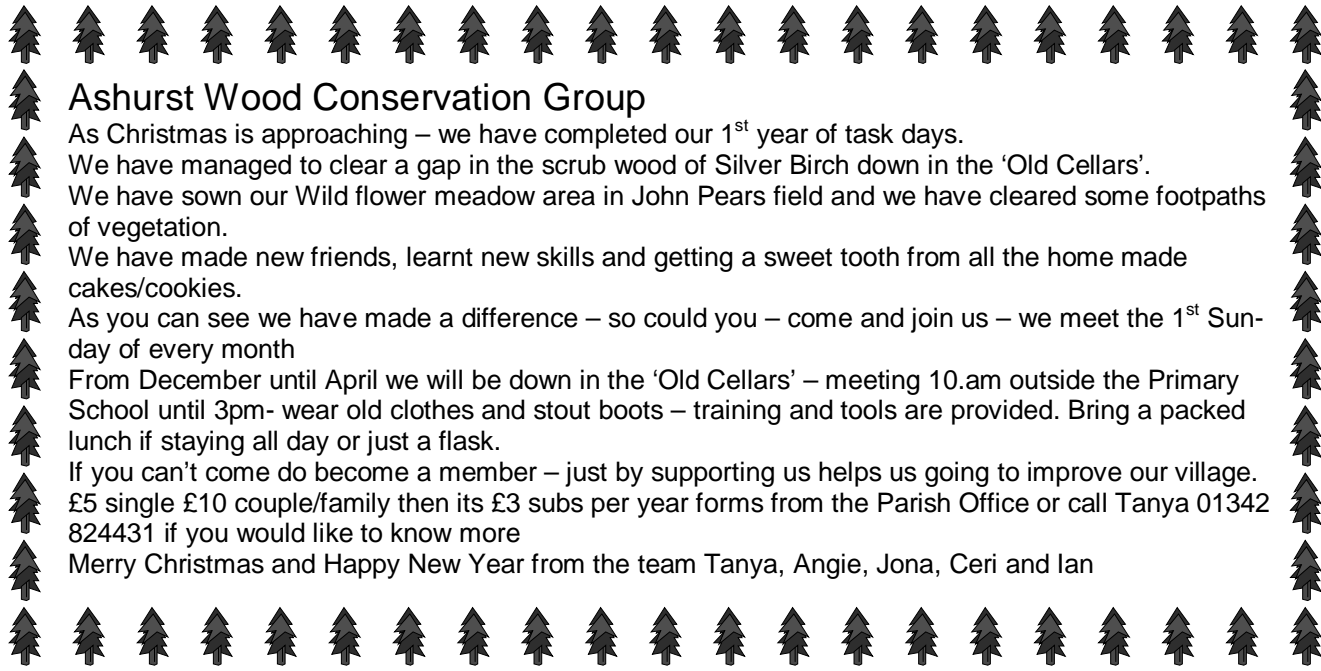 Ashurst Wood Conservation Group
As Christmas is approaching – we have completed our 1st year of task days.
We have managed to clear a gap in the scrub wood of Silver Birch down in the ‘Old Cellars’.
We have sown our Wild flower meadow area in John Pears field and we have cleared some footpaths
of vegetation.
We have made new friends, learnt new skills and getting a sweet tooth from all the home made
cakes/cookies.
As you can see we have made a difference – so could you – come and join us – we meet the 1st Sun-
day of every month
From December until April we will be down in the ‘Old Cellars’ – meeting 10.am outside the Primary
School until 3pm- wear old clothes and stout boots – training and tools are provided. Bring a packed
lunch if staying all day or just a flask.
If you can’t come do become a member – just by supporting us helps us going to improve our village.
£5 single £10 couple/family then its £3 subs per year forms from the Parish Office or call Tanya 01342
824431 if you would like to know more
Merry Christmas and Happy New Year from the team Tanya, Angie, Jona, Ceri and Ian